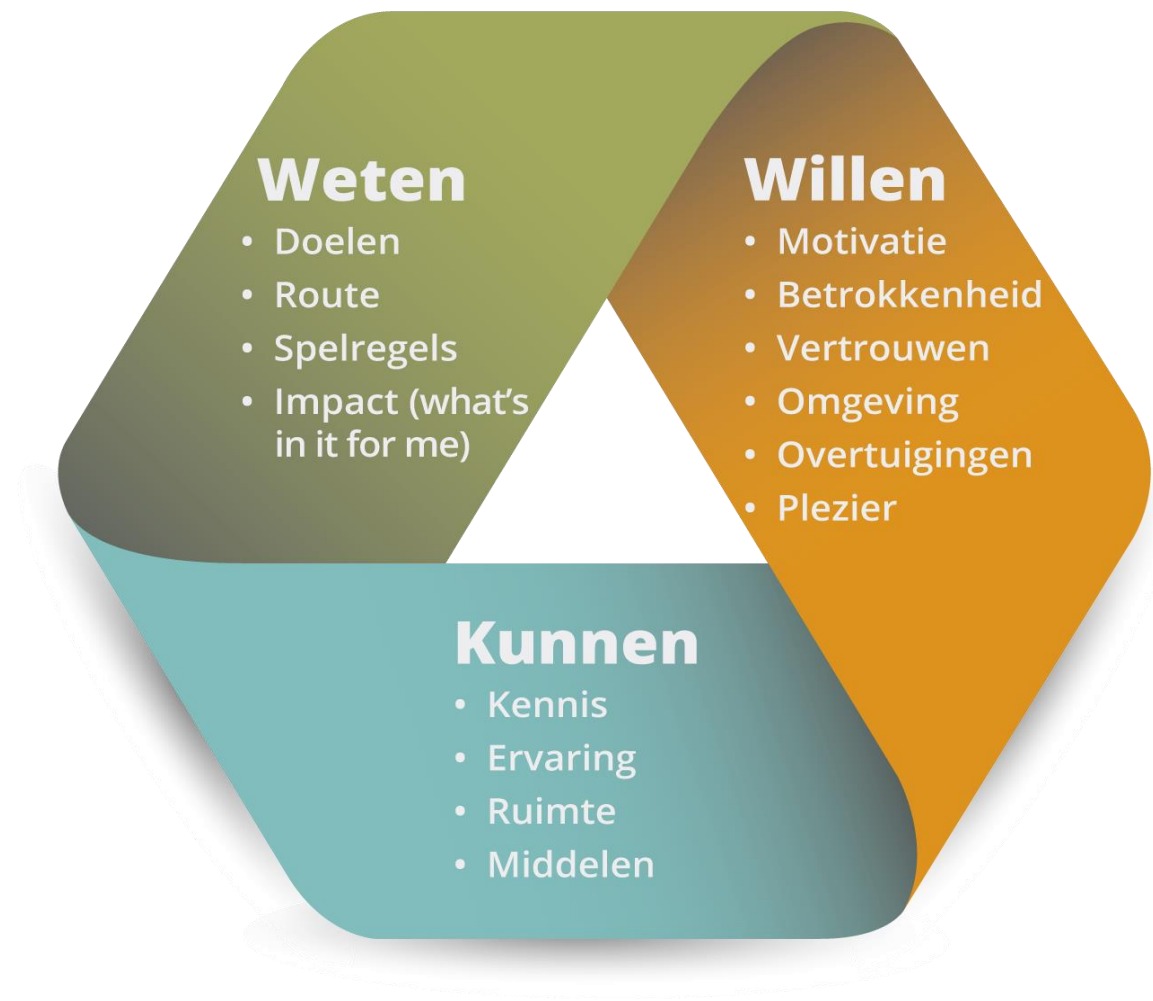 Weten
• Doelen
• Route
• Spelregels
• Impact (what’s
in it for me)
Willen
• Motivatie
• Betrokkenheid
• Vertrouwen
• Omgeving
• Overtuigingen
• Plezier
Kunnen
• Kennis
• Ervaring
• Ruimte
• Middelen